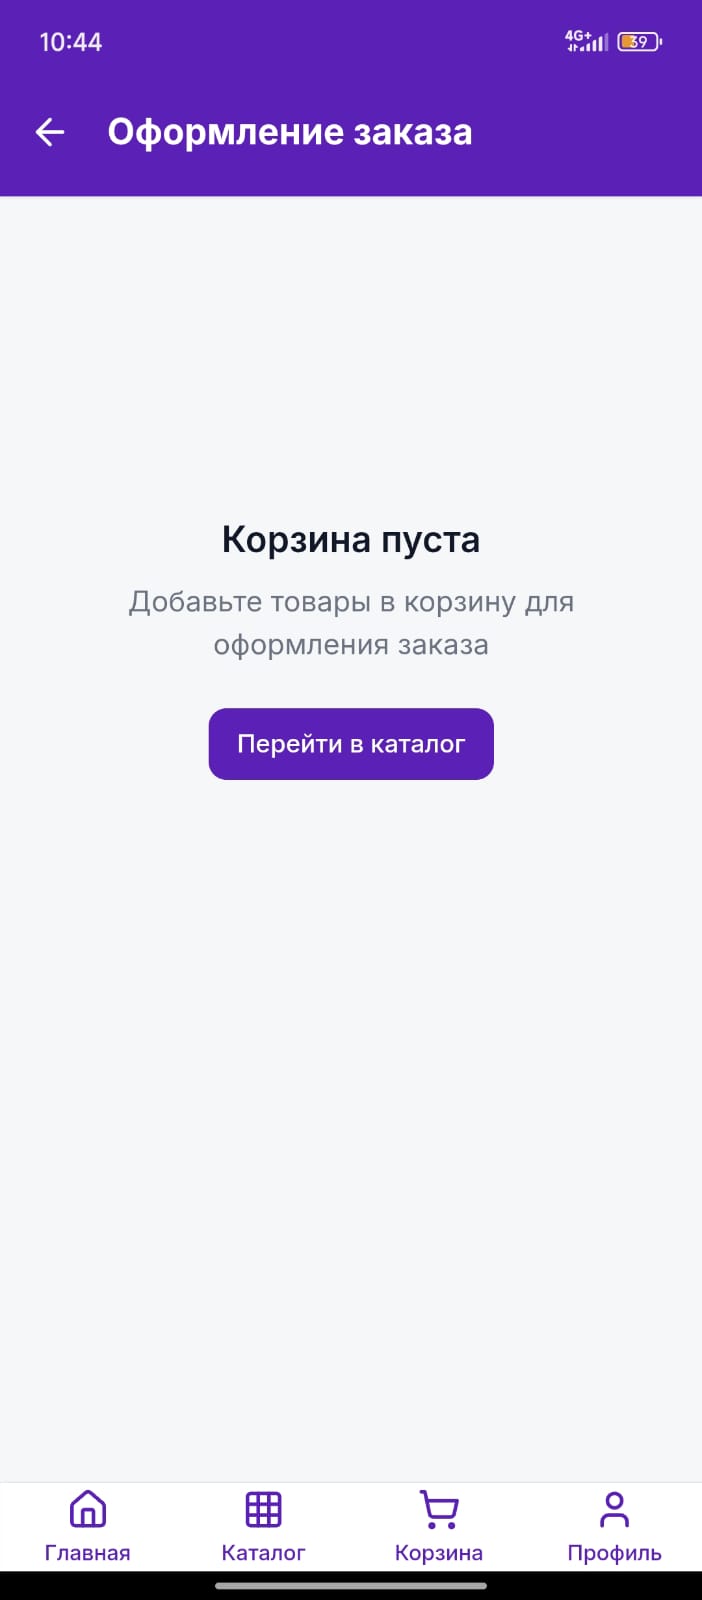 10:44
4G+
39
Оформление заказа
Корзина пуста
Добавьте товары в корзину для
оформления заказа
Перейти в каталог
Главная
Каталог
Корзина
Профиль